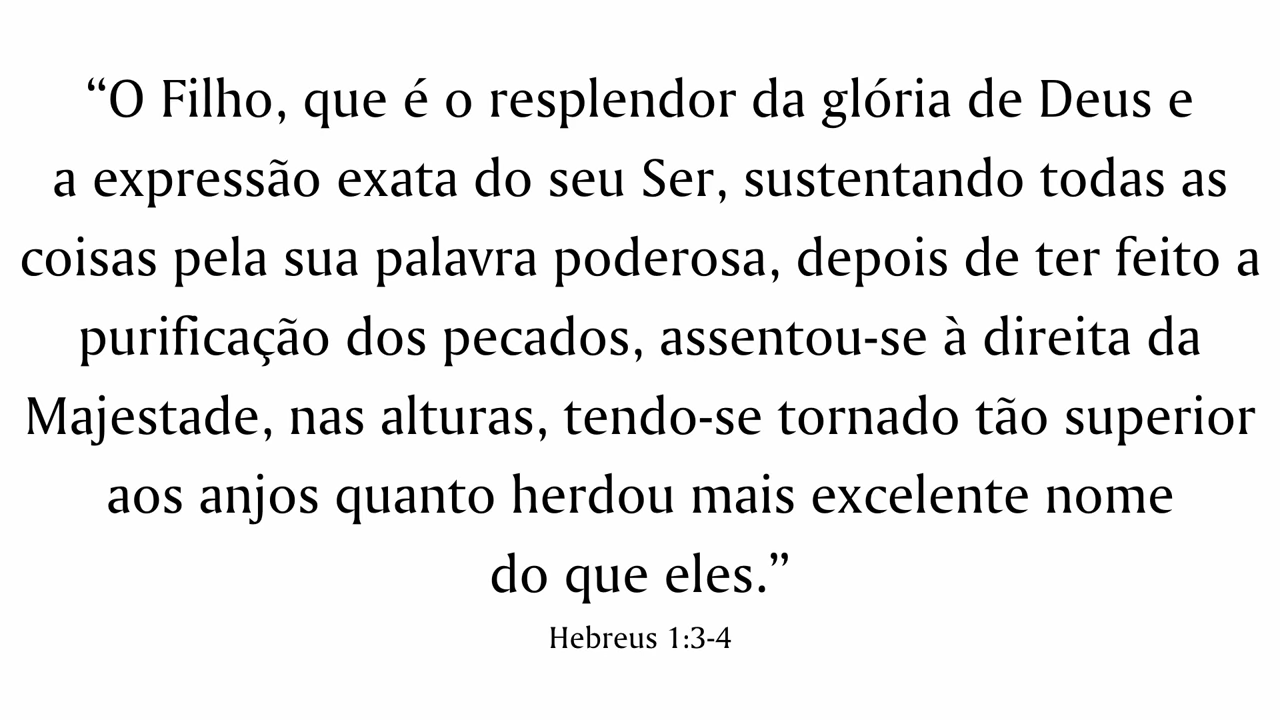 “O Filho, que é o resplendor da glória de Deus e
a expressão exata do seu Ser, sustentando todas as
coisas pela sua palavra poderosa, depois de ter feito a
purificação dos pecados, assentou-se à direita da
Majestade, nas alturas, tendo-se tornado tão superior
aos anjos quanto herdou mais excelente nome
do que eles.”
Hebreus 1:3-4